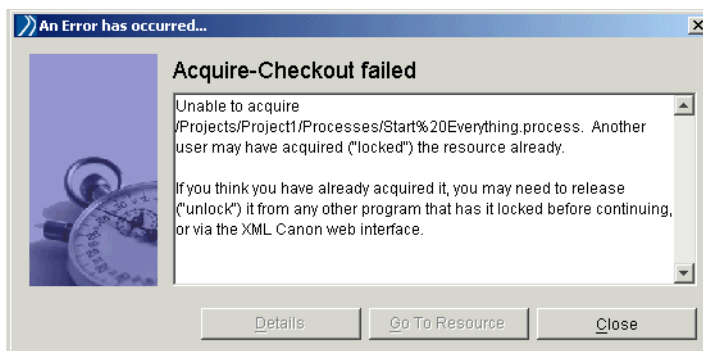 An Error has occurred...
Acquire-Checkout failed
Unable to acquire
/Projects/Project1/Processes/Start%20Everything.process.  Another
user may have acquired ("locked") the resource already.
If you think you have already acquired it, you may need to release
("unlock") it from any other program that has it locked before continuing,
or via the XML Canon web interface.
Details
Go To Resource
Close